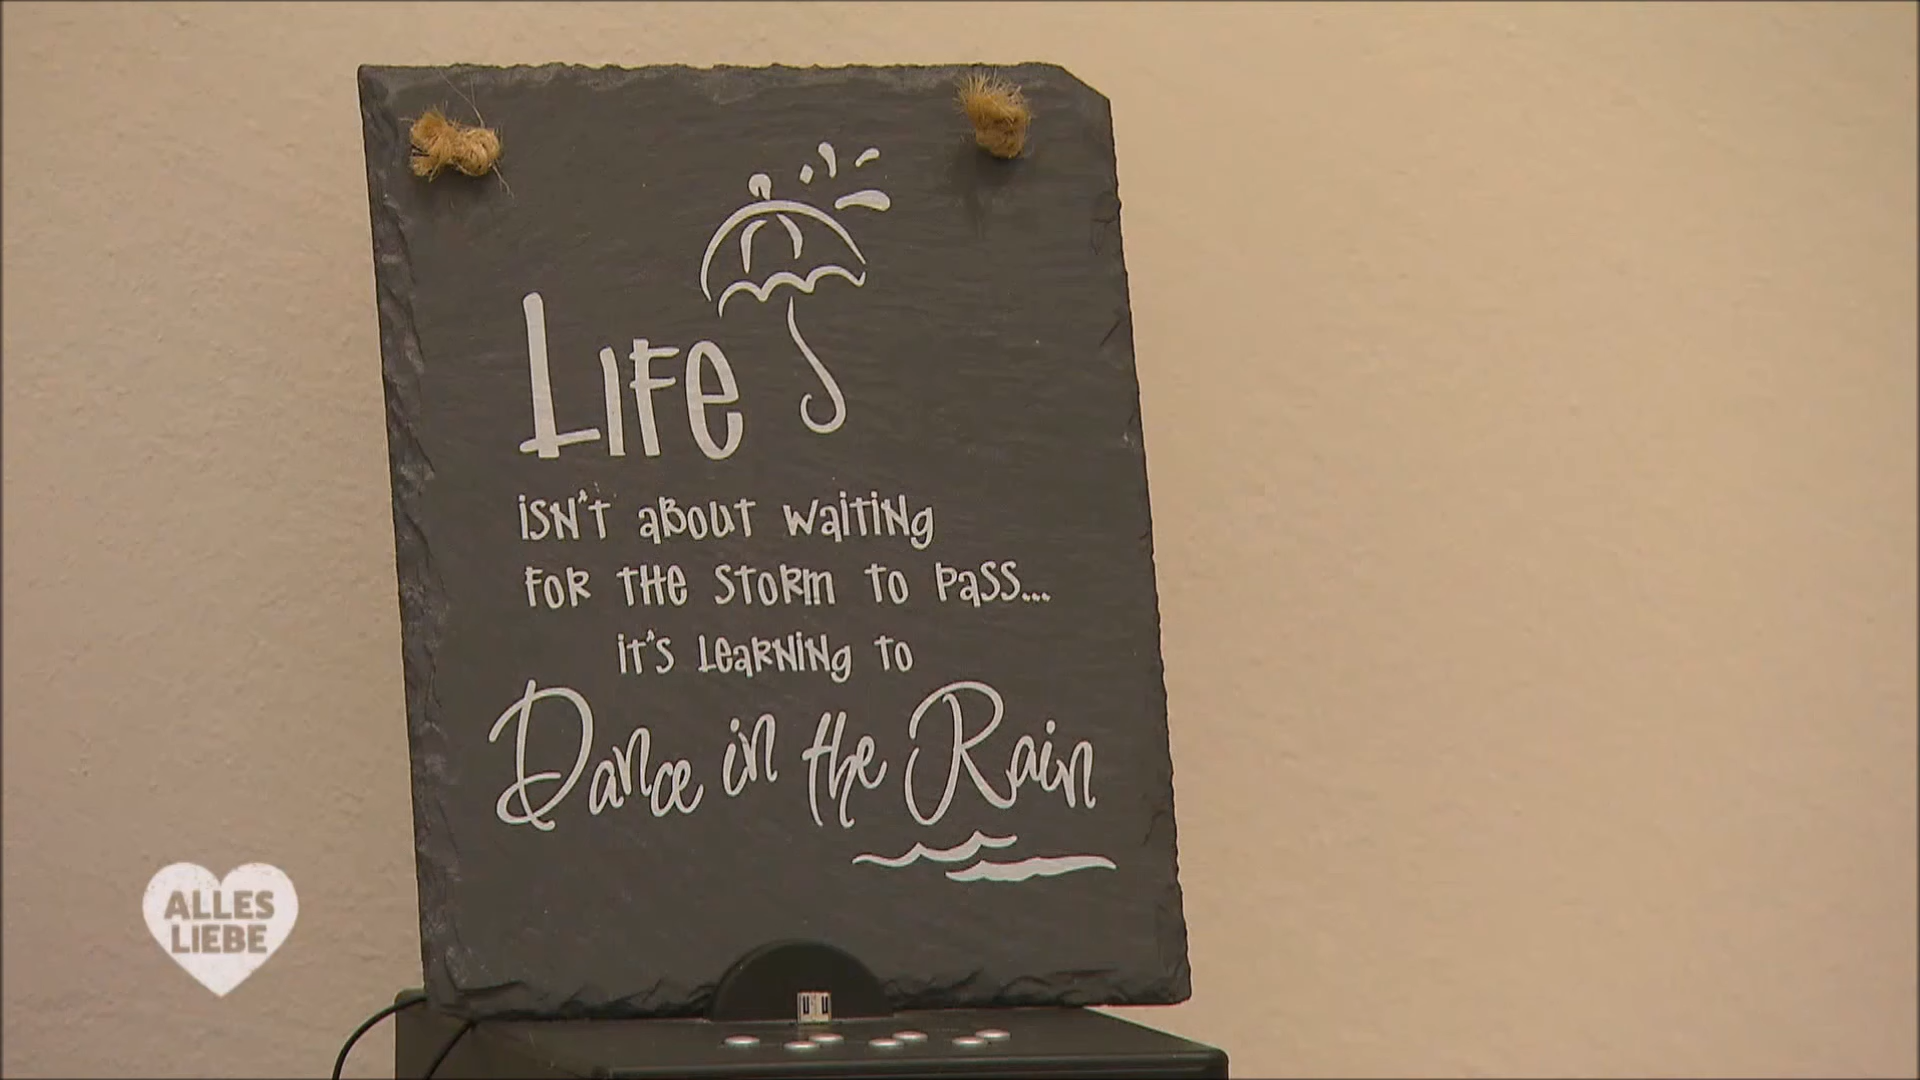 Life
isn't about waiting
for the storm to pass...
it's learning to
Dance in the Rain
ALLES
LIEBE